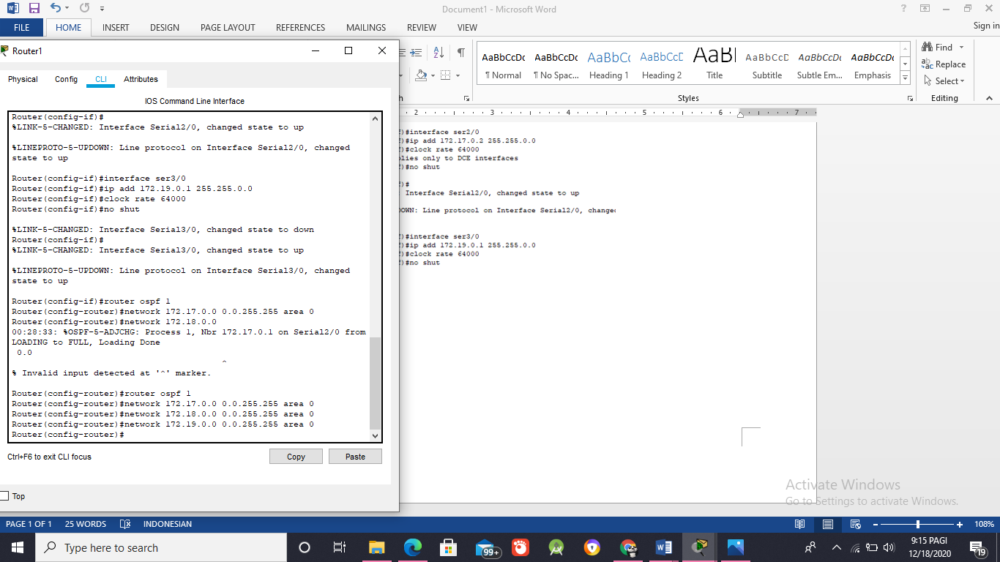 Document1 - Microsoft Word
FILE HOME INSERT DESIGN PAGE LAYOUT REFERENCES MAILINGS REVIEW VIEW
Sign in
Router1
Physical Config CLI Attributes
IOS Command Line Interface
Router(config-if)#
%LINK-5-CHANGED: Interface Serial2/0, changed state to up
%LINEPROTO-5-UPDOWN: Line protocol on Interface Serial2/0, changed
state to up
Router(config-if)#interface ser3/0
Router(config-if)#ip add 172.19.0.1 255.255.0.0
Router(config-if)#clock rate 64000
Router(config-if)#no shut
%LINK-5-CHANGED: Interface Serial3/0, changed state to down
Router(config-if)#
%LINK-5-CHANGED: Interface Serial3/0, changed state to up
%LINEPROTO-5-UPDOWN: Line protocol on Interface Serial3/0, changed
state to up
Router(config-if)#router ospf 1
Router(config-router)#network 172.17.0.0 0.0.255.255 area 0
Router(config-router)#network 172.18.0.0
00:28:33: %OSPF-5-ADJCHG: Process 1, Nbr 172.17.0.1 on Serial2/0 from
LOADING to FULL, Loading Done
0.0
^
% Invalid input detected at '^' marker.
Router(config-router)#router ospf 1
Router(config-router)#network 172.17.0.0 0.0.255.255 area 0
Router(config-router)#network 172.18.0.0 0.0.255.255 area 0
Router(config-router)#network 172.19.0.0 0.0.255.255 area 0
Router(config-router)#
Ctrl+F6 to exit CLI focus
Copy Paste
Top
AaBbCcDc AaBbCcDc AaBbCc AaBbCcC AaBl AaBbCcD AaBbCcDc AaBbCcDc
¶ Normal ¶ No Spac... Heading 1 Heading 2 Title Subtitle Subtle Em... Emphasis
Styles
Find
Replace
Select
Editing
2 3 4 5 6 7
)#interface ser2/0
)#ip add 172.17.0.2 255.255.0.0
)#clock rate 64000
lies only to DCE interfaces
)#no shut
)#
Interface Serial2/0, changed state to up
OWN: Line protocol on Interface Serial2/0, change
)#interface ser3/0
)#ip add 172.19.0.1 255.255.0.0
)#clock rate 64000
)#no shut
Activate Windows
Go to Settings to activate Windows.
PAGE 1 OF 1 25 WORDS INDONESIAN
108%
Type here to search
99+
9:15 PAGI
12/18/2020
19